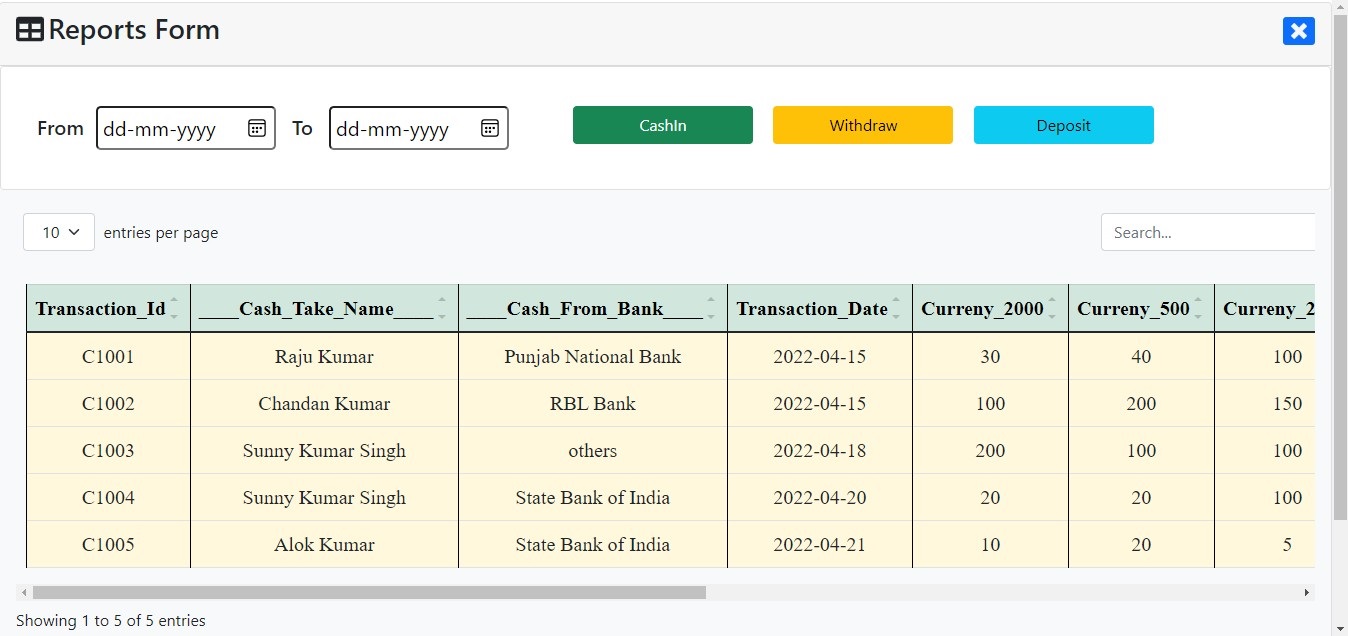 Reports Form
From dd-mm-yyyy To dd-mm-yyyy CashIn Withdraw Deposit
10 entries per page Search...
Transaction_Id ____Cash_Take_Name____ ____Cash_From_Bank____ Transaction_Date Curreny_2000 Curreny_500 Curreny_2
C1001 Raju Kumar Punjab National Bank 2022-04-15 30 40 100
C1002 Chandan Kumar RBL Bank 2022-04-15 100 200 150
C1003 Sunny Kumar Singh others 2022-04-18 200 100 100
C1004 Sunny Kumar Singh State Bank of India 2022-04-20 20 20 100
C1005 Alok Kumar State Bank of India 2022-04-21 10 20 5
Showing 1 to 5 of 5 entries